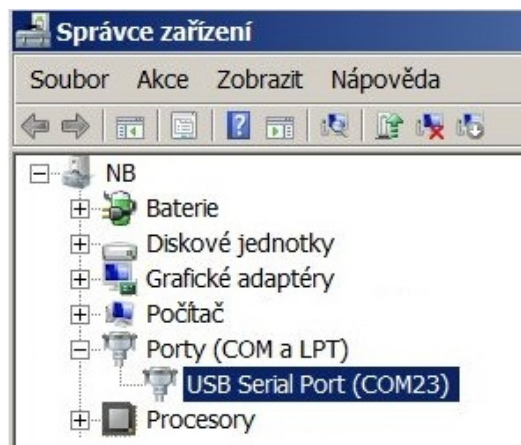 Správce zařízení
Soubor Akce Zobrazit Nápověda
NB
Baterie
Diskové jednotky
Grafické adaptéry
Počítač
Porty (COM a LPT)
USB Serial Port (COM23)
Procesory